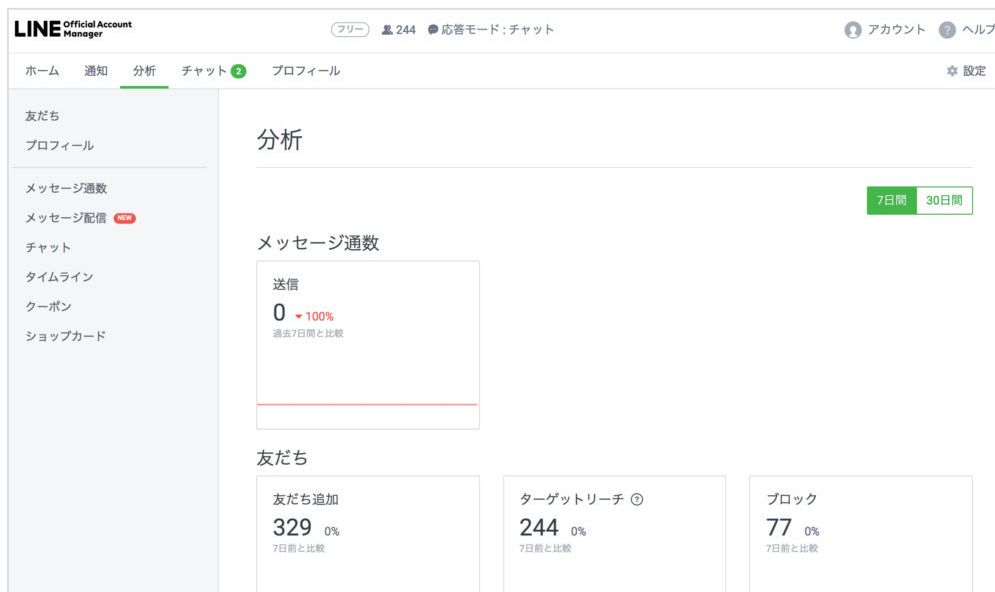 LINE Official Account Manager
フリー 244 応答モード : チャット アカウント ? ヘルプ
ホーム 通知 分析 チャット 2 プロフィール 設定
友だち
プロフィール
メッセージ通数
メッセージ配信 NEW
チャット
タイムライン
クーポン
ショップカード
分析
7日間 30日間
メッセージ通数
送信
0 ▼ 100%
過去7日間と比較
友だち
友だち追加
329 0%
7日前と比較
ターゲットリーチ ?
244 0%
7日前と比較
ブロック
77 0%
7日前と比較